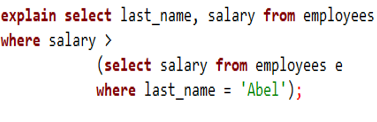 explain select last_name, salary from employees
where salary >
(select salary from employees e
where last_name = 'Abel');